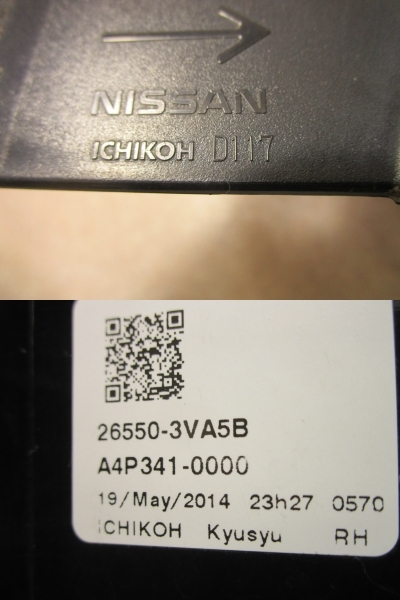 NISSAN
ICHIKOH D117
26550-3VA5B
A4P341-0000
19/May/2014 23h27 0570
ICHIKOH Kyusyu RH